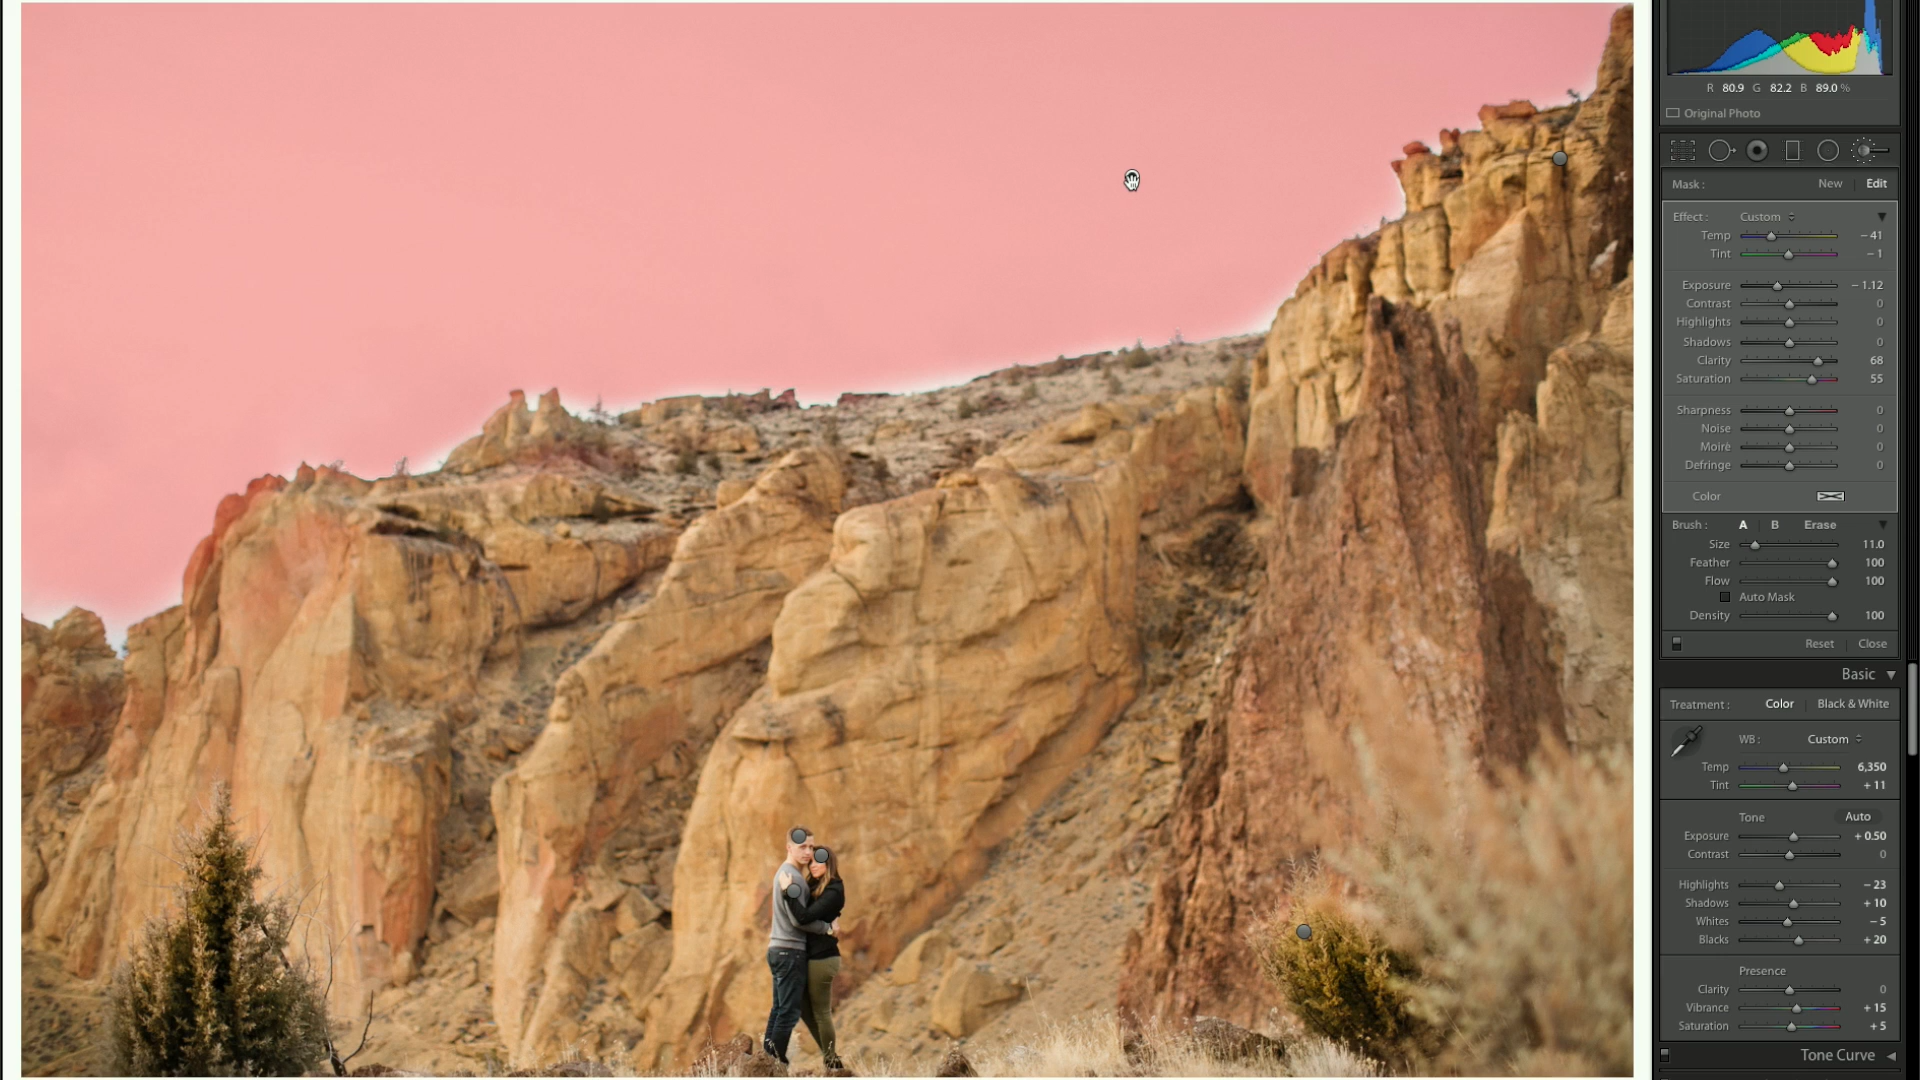 R 80.9 G 82.2 B 89.0 %
Original Photo
Mask : New Edit
Effect : Custom
Temp − 41
Tint − 1
Exposure − 1.12
Contrast 0
Highlights 0
Shadows 0
Clarity 68
Saturation 55
Sharpness 0
Noise 0
Moiré 0
Defringe 0
Color
Brush : A B Erase
Size 11.0
Feather 100
Flow 100
Auto Mask
Density 100
Reset Close
Basic
Treatment : Color Black & White
WB : Custom
Temp 6,350
Tint + 11
Tone Auto
Exposure + 0.50
Contrast 0
Highlights − 23
Shadows + 10
Whites − 5
Blacks + 20
Presence
Clarity 0
Vibrance + 15
Saturation + 5
Tone Curve